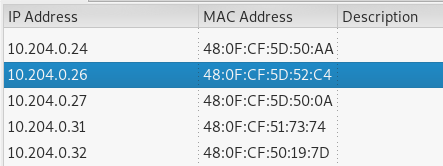 IP Address MAC Address Description
10.204.0.24 48:0F:CF:5D:50:AA
10.204.0.26 48:0F:CF:5D:52:C4
10.204.0.27 48:0F:CF:5D:50:0A
10.204.0.31 48:0F:CF:51:73:74
10.204.0.32 48:0F:CF:50:19:7D